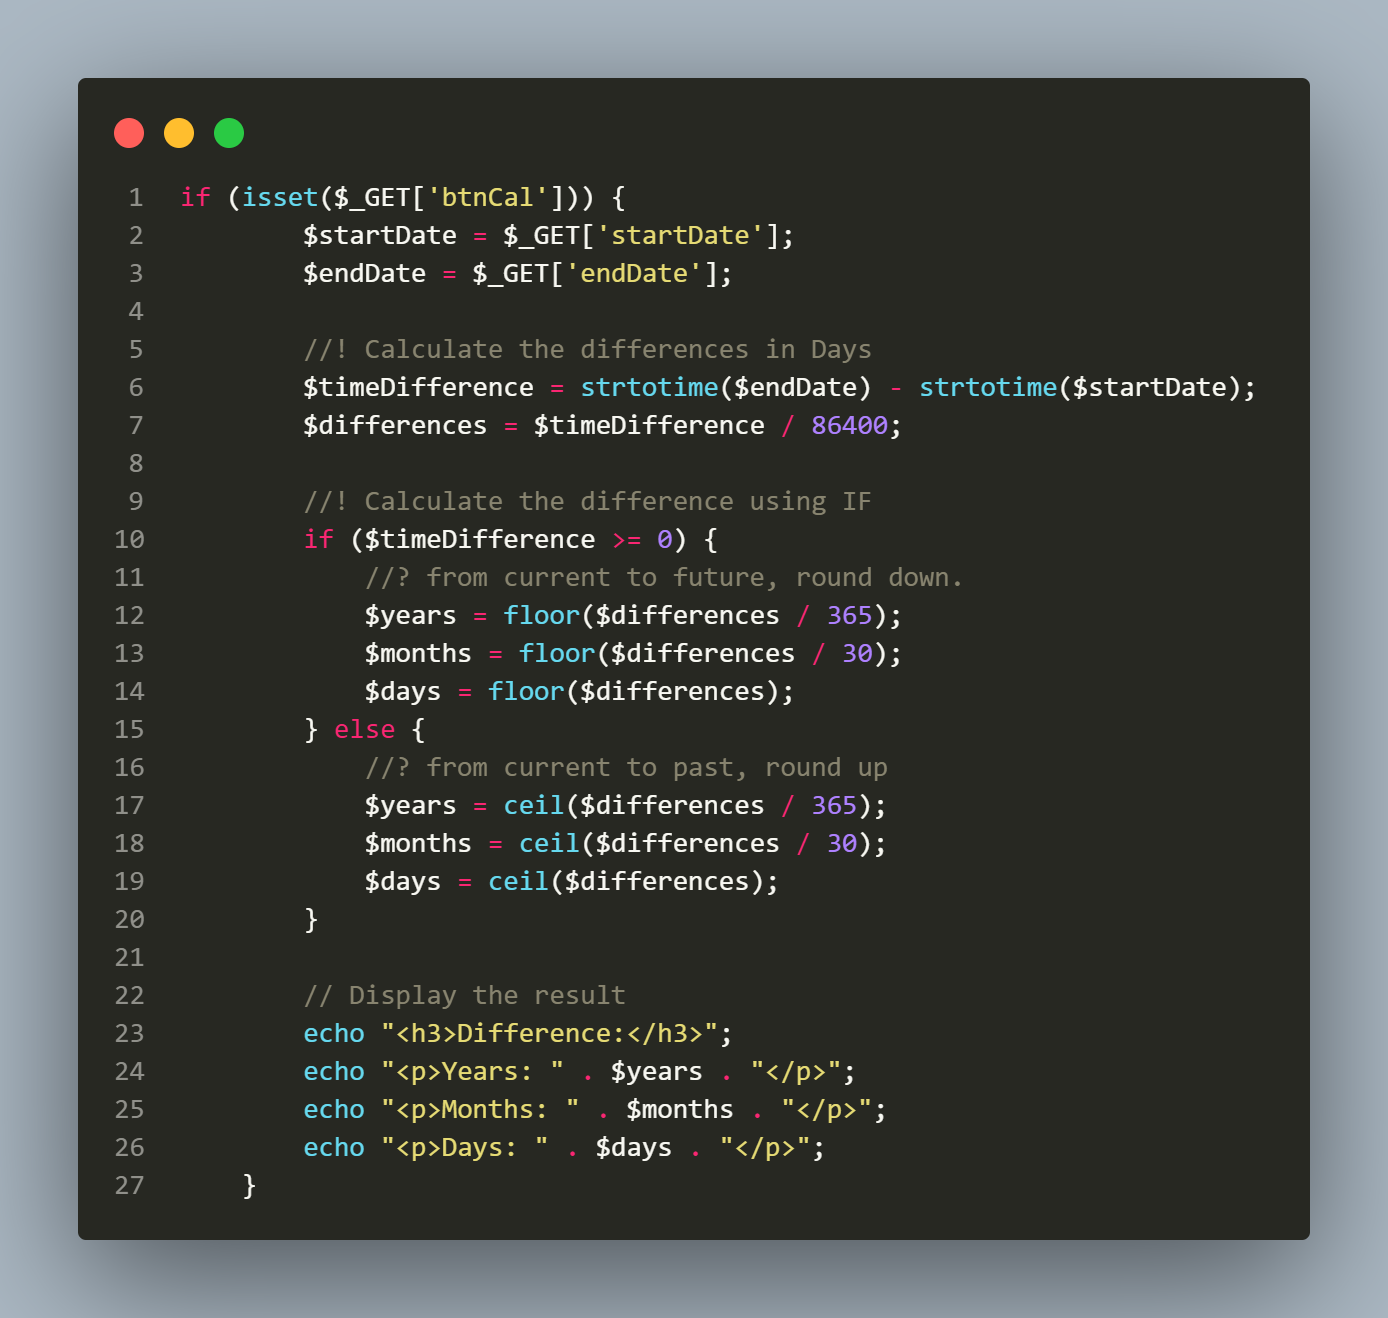 1 if (isset($_GET['btnCal'])) {
2         $startDate = $_GET['startDate'];
3         $endDate = $_GET['endDate'];
4
5         //! Calculate the differences in Days
6         $timeDifference = strtotime($endDate) - strtotime($startDate);
7         $differences = $timeDifference / 86400;
8
9         //! Calculate the difference using IF
10         if ($timeDifference >= 0) {
11             //? from current to future, round down.
12             $years = floor($differences / 365);
13             $months = floor($differences / 30);
14             $days = floor($differences);
15         } else {
16             //? from current to past, round up
17             $years = ceil($differences / 365);
18             $months = ceil($differences / 30);
19             $days = ceil($differences);
20         }
21
22         // Display the result
23         echo "<h3>Difference:</h3>";
24         echo "<p>Years: " . $years . "</p>";
25         echo "<p>Months: " . $months . "</p>";
26         echo "<p>Days: " . $days . "</p>";
27     }